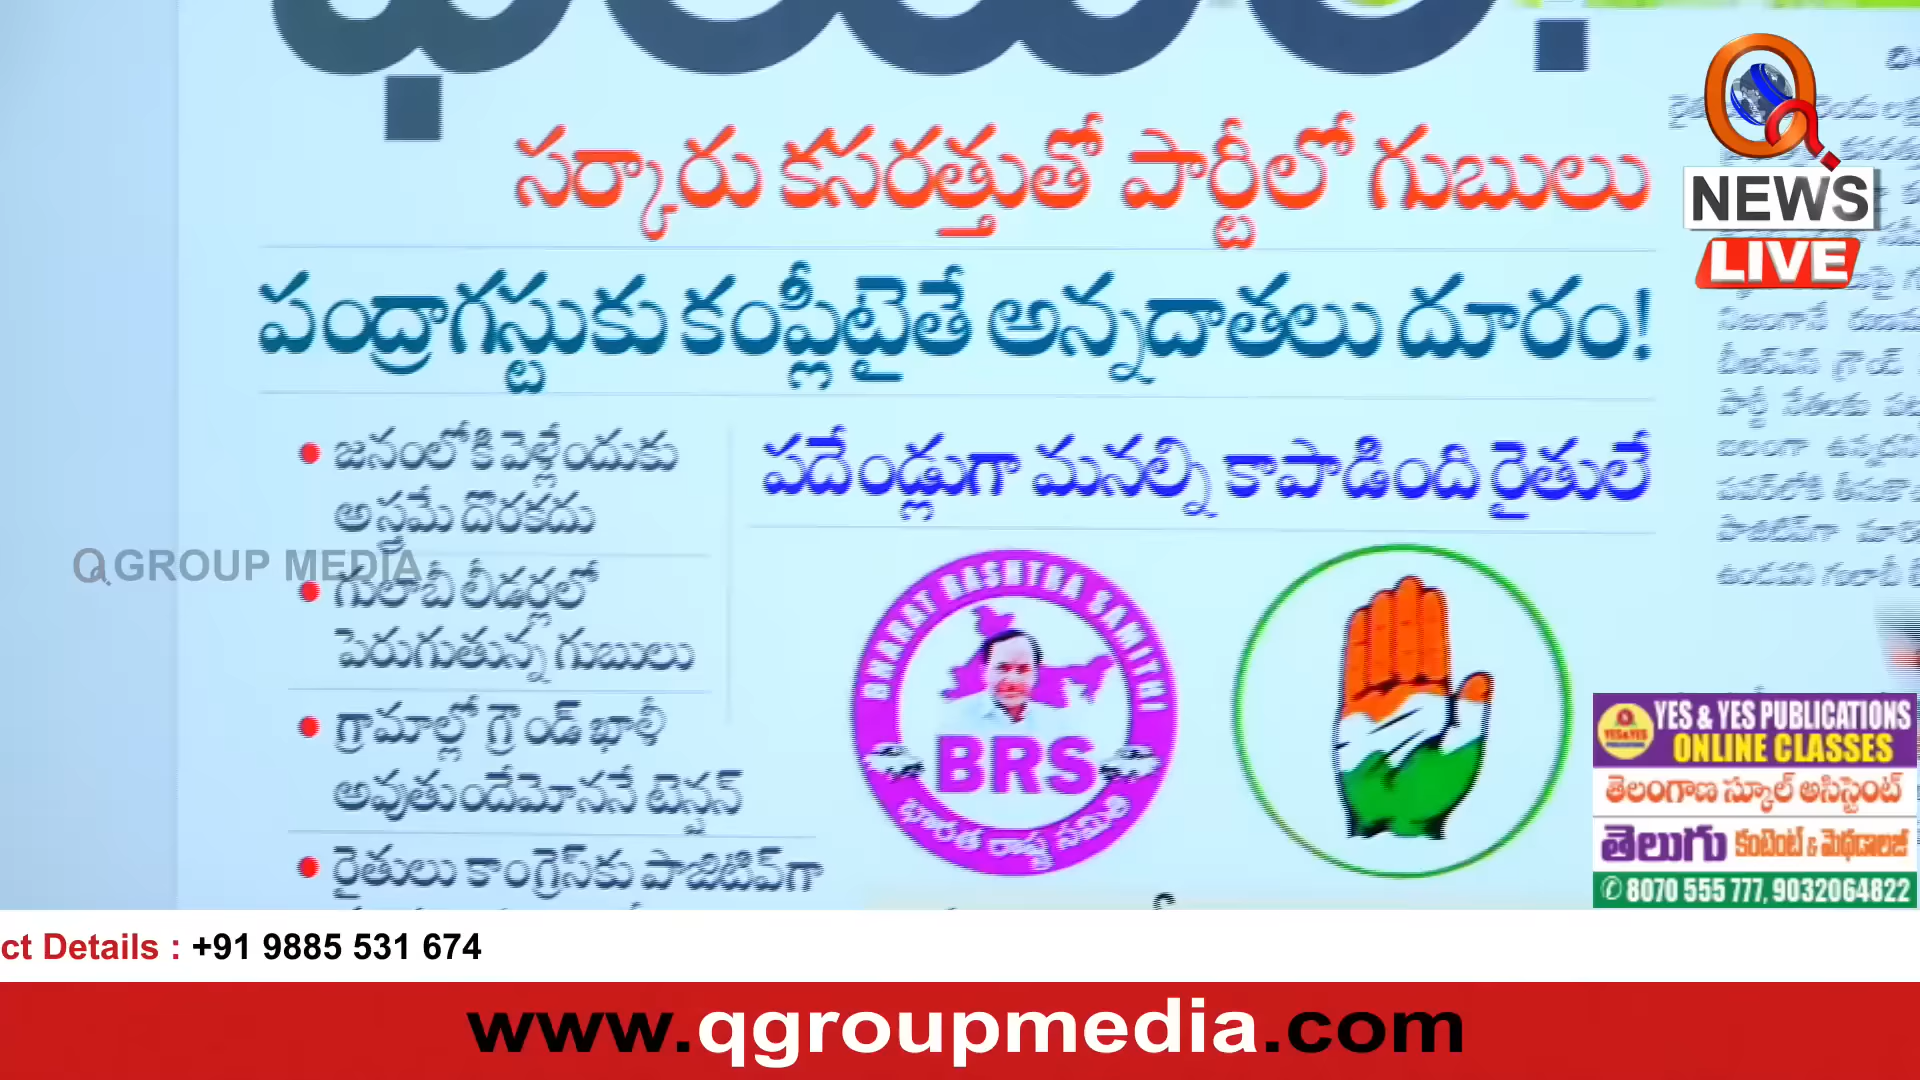 సర్కారు కసరత్తుతో పార్టీలో గుబులు
పంద్రాగస్టుకు కంప్లీటైతే అన్నదాతలు దూరం!
• జనంలోకి వెళ్లేందుకు
అస్త్రమే దొరకదు
• గులాబీ లీడర్లలో
పెరుగుతున్న గుబులు
• గ్రామాల్లో గ్రౌండ్ ఖాళీ
అవుతుందేమోననే టెన్షన్
• రైతులు కాంగ్రెస్‌కు పాజిటివ్‌గా
పదేండ్లుగా మనల్ని కాపాడింది రైతులే
BHARAT RASHTRA SAMITHI
BRS
భారత రాష్ట్ర సమితి
Q
NEWS
LIVE
Q GROUP MEDIA
YES & YES PUBLICATIONS
ONLINE CLASSES
తెలంగాణ స్కూల్ అసిస్టెంట్
తెలుగు కంటెంట్ & మెథడాలజీ
8070 555 777, 9032064822
ct Details : +91 9885 531 674
www.qgroupmedia.com